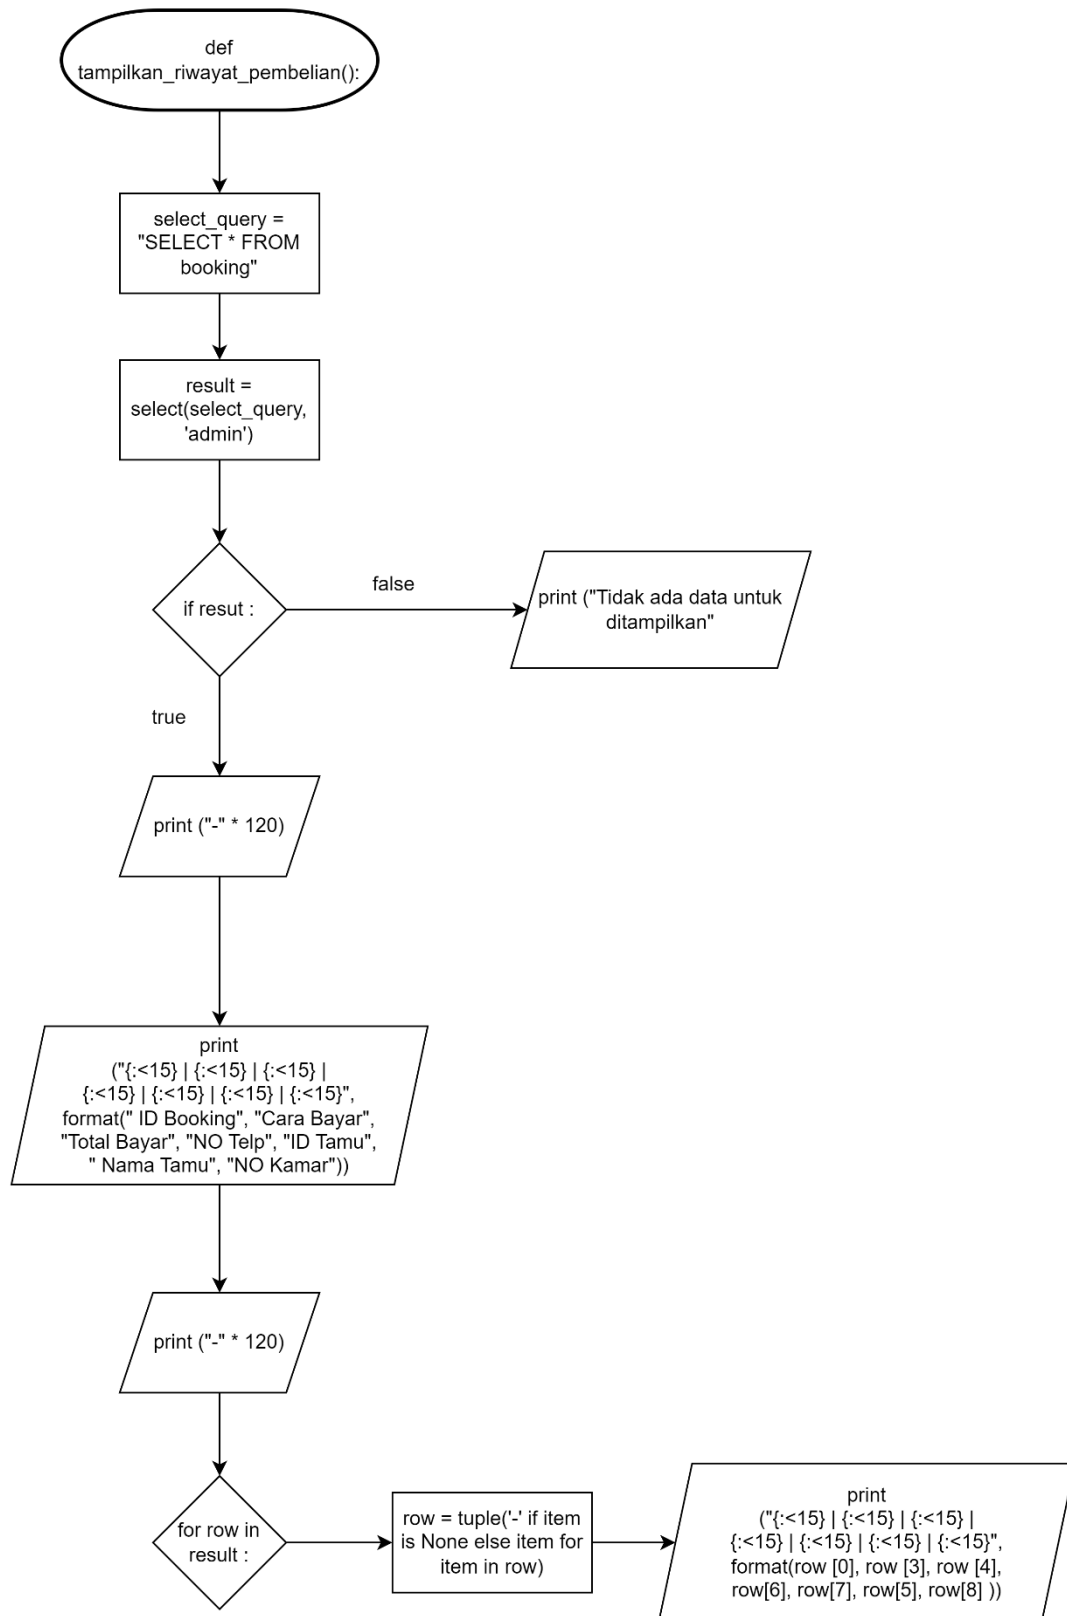 def
tampilkan_riwayat_pembelian():
select_query =
"SELECT * FROM
booking"
result =
select(select_query,
'admin')
if resut :
false
print ("Tidak ada data untuk
ditampilkan"
true
print ("-" * 120)
print
("{:<15} | {:<15} | {:<15} |
{:<15} | {:<15} | {:<15} | {:<15}",
format(" ID Booking", "Cara Bayar",
"Total Bayar", "NO Telp", "ID Tamu",
" Nama Tamu", "NO Kamar"))
print ("-" * 120)
for row in
result :
row = tuple('-' if item
is None else item for
item in row)
print
("{:<15} | {:<15} | {:<15} |
{:<15} | {:<15} | {:<15} | {:<15}",
format(row [0], row [3], row [4],
row[6], row[7], row[5], row[8] ))